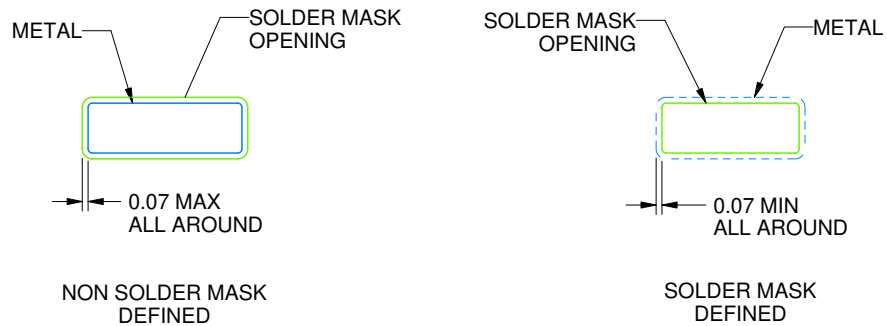 METAL
SOLDER MASK
OPENING
0.07 MAX
ALL AROUND
NON SOLDER MASK
DEFINED
SOLDER MASK
OPENING
METAL
0.07 MIN
ALL AROUND
SOLDER MASK
DEFINED